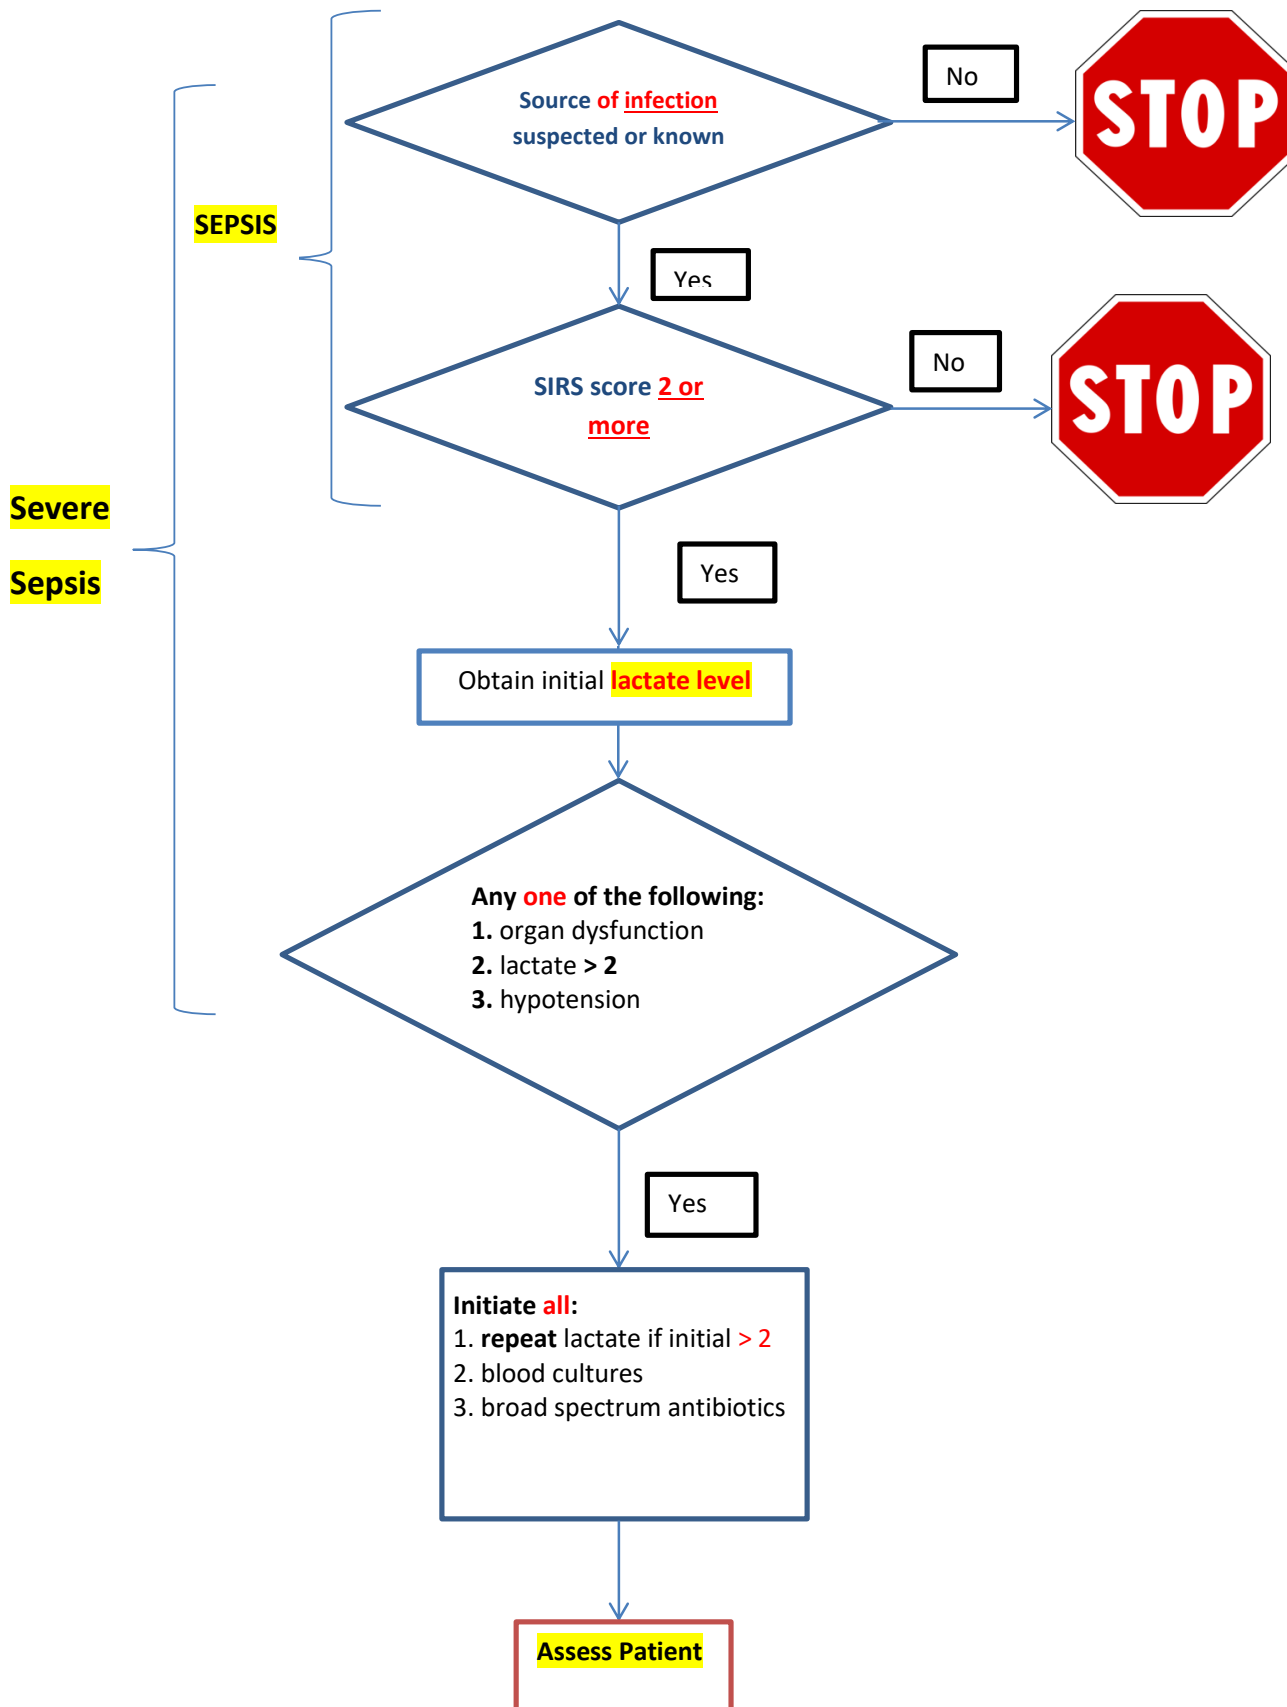 Source of infection
suspected or known
No
STOP
SEPSIS
Yes
SIRS score 2 or
more
No
STOP
Severe
Sepsis
Yes
Obtain initial lactate level
Any one of the following:
1. organ dysfunction
2. lactate > 2
3. hypotension
Yes
Initiate all:
1. repeat lactate if initial > 2
2. blood cultures
3. broad spectrum antibiotics
Assess Patient